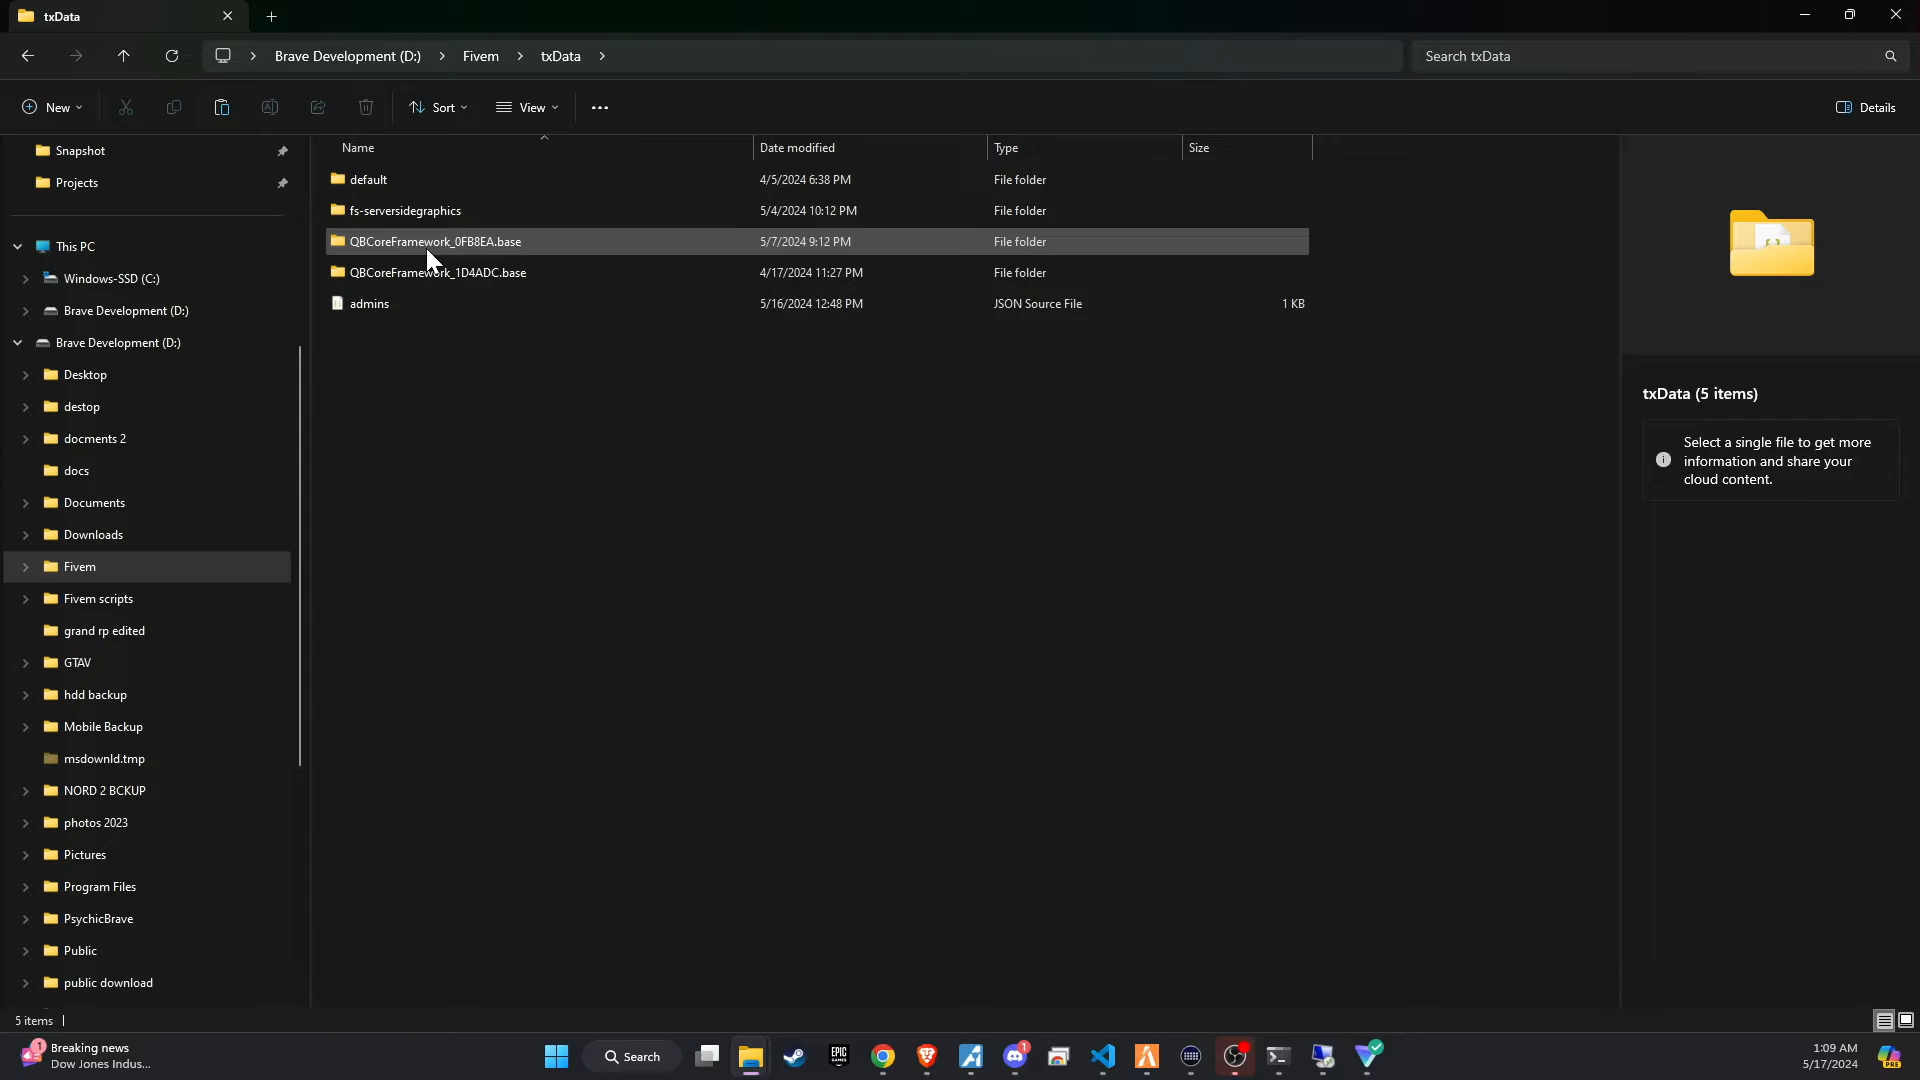 txData
Brave Development (D:)
Fivem
txData
Search txData
New
Sort
View
Details
Snapshot
Projects
This PC
Windows-SSD (C:)
Brave Development (D:)
Brave Development (D:)
Desktop
destop
docments 2
docs
Documents
Downloads
Fivem
Fivem scripts
grand rp edited
GTAV
hdd backup
Mobile Backup
msdownld.tmp
NORD 2 BCKUP
photos 2023
Pictures
Program Files
PsychicBrave
Public
public download
Name Date modified Type Size
default 4/5/2024 6:38 PM File folder
fs-serversidegraphics 5/4/2024 10:12 PM File folder
QBCoreFramework_0FB8EA.base 5/7/2024 9:12 PM File folder
QBCoreFramework_1D4ADC.base 4/17/2024 11:27 PM File folder
admins 5/16/2024 12:48 PM JSON Source File 1 KB
txData (5 items)
Select a single file to get more
information and share your
cloud content.
5 items
1
Breaking news
Dow Jones Indus...
Search
EPIC
GAMES
1
1:09 AM
5/17/2024
PRE